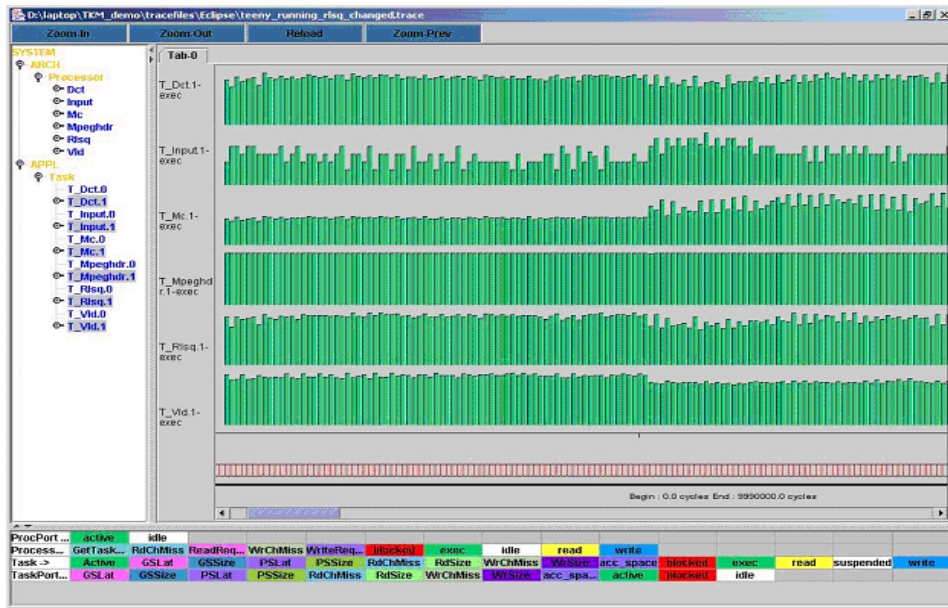 D:\laptop\TKM_demo\tracefiles\Eclipse\teeny_running_rlsq_changed.trace
Zoom-In Zoom-Out Reload Zoom-Prev
SYSTEM
ARCH
Processor
Dct
Input
Mc
Mpeghdr
Rlsq
Vld
APPL
Task
T_Dct.0
T_Dct.1
T_Input.0
T_Input.1
T_Mc.0
T_Mc.1
T_Mpeghdr.0
T_Mpeghdr.1
T_Rlsq.0
T_Rlsq.1
T_Vld.0
T_Vld.1
Tab-0
T_Dct.1-
exec
T_Input.1-
exec
T_Mc.1-
exec
T_Mpeghd
r.1-exec
T_Rlsq.1-
exec
T_Vld.1-
exec
Begin : 0.0 cycles End : 9990000.0 cycles
ProcPort ... active idle
Process... GetTask... RdChMiss ReadReq... WrChMiss WriteReq... blocked exec idle read write
Task -> Active GSLat GSSize PSLat PSSize RdChMiss RdSize WrChMiss WrSize acc_space blocked exec read suspended write
TaskPort... GSLat GSSize PSLat PSSize RdChMiss RdSize WrChMiss WrSize acc_spa... active blocked idle